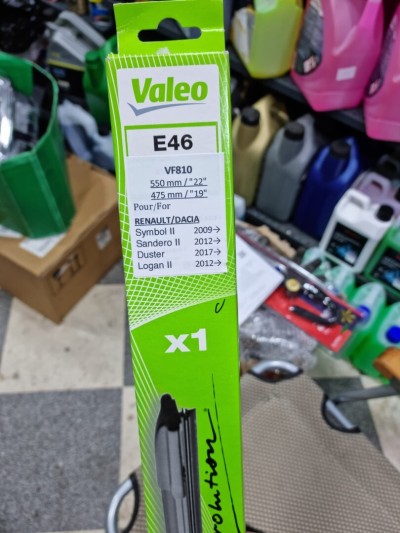 Valeo
E46
VF810
550 mm / "22"
475 mm / "19"
Pour/For
RENAULT/DACIA
Symbol II 2009→
Sandero II 2012→
Duster 2017→
Logan II 2012→
x1